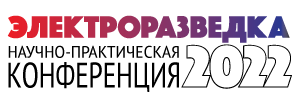 ЭЛЕКТРОРАЗВЕДКА
НАУЧНО-ПРАКТИЧЕСКАЯ
КОНФЕРЕНЦИЯ 2022